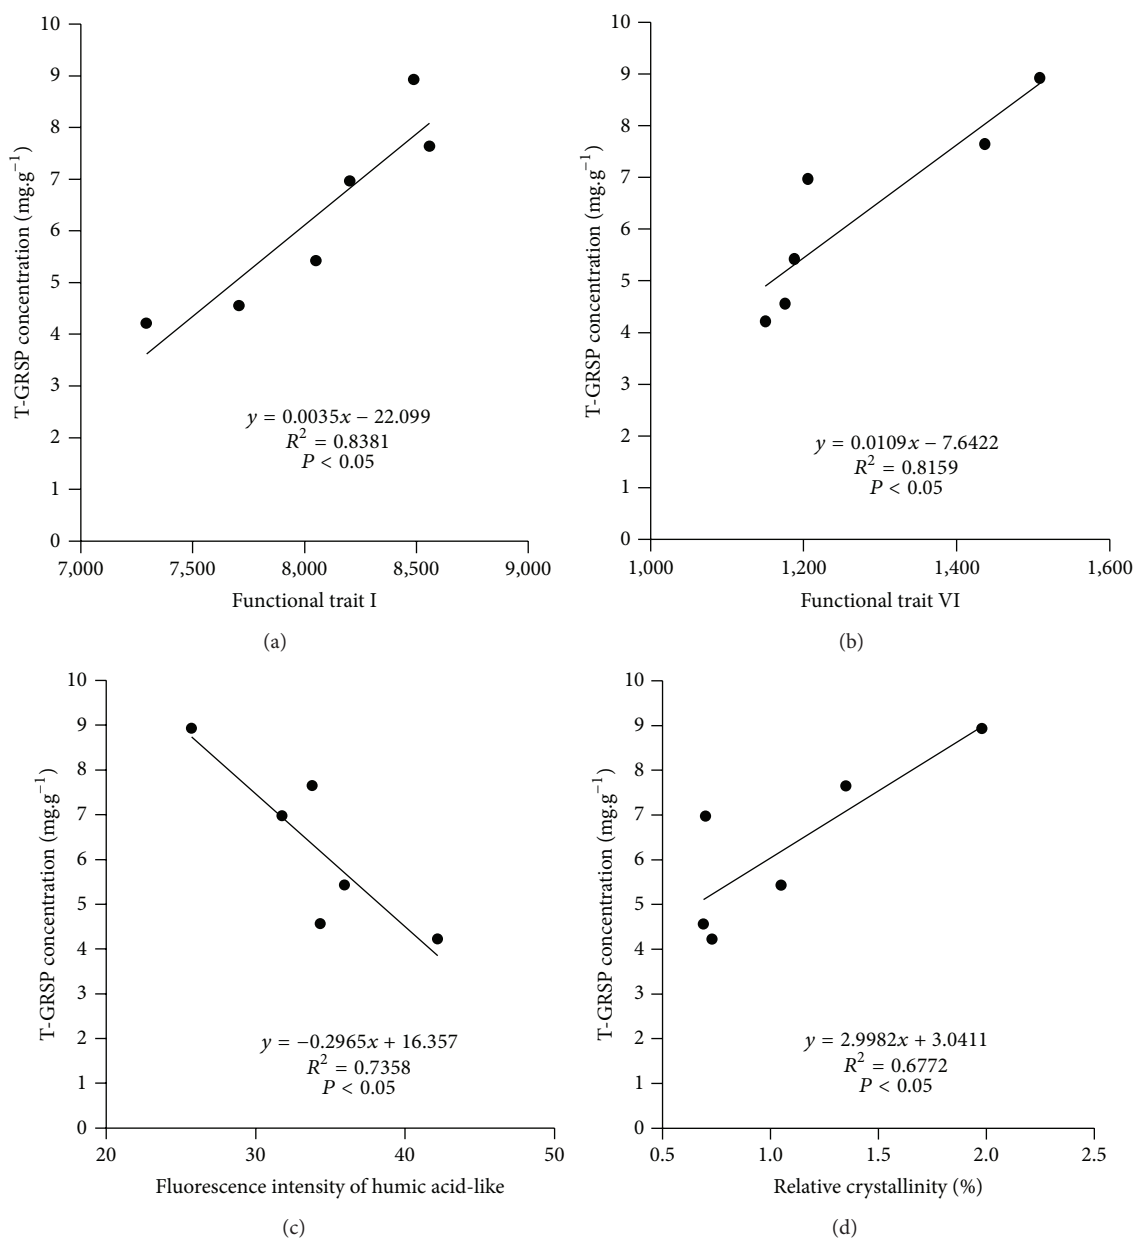 10
9
8
7
6
5
4
3
2
1
0
T-GRSP concentration (mg.g⁻¹)
y = 0.0035x − 22.099
R² = 0.8381
P < 0.05
7,000 7,500 8,000 8,500 9,000
Functional trait I
(a)
10
9
8
7
6
5
4
3
2
1
0
T-GRSP concentration (mg.g⁻¹)
y = 0.0109x − 7.6422
R² = 0.8159
P < 0.05
1,000 1,200 1,400 1,600
Functional trait VI
(b)
10
9
8
7
6
5
4
3
2
1
0
T-GRSP concentration (mg.g⁻¹)
y = −0.2965x + 16.357
R² = 0.7358
P < 0.05
20 30 40 50
Fluorescence intensity of humic acid-like
(c)
10
9
8
7
6
5
4
3
2
1
0
T-GRSP concentration (mg.g⁻¹)
y = 2.9982x + 3.0411
R² = 0.6772
P < 0.05
0.5 1.0 1.5 2.0 2.5
Relative crystallinity (%)
(d)